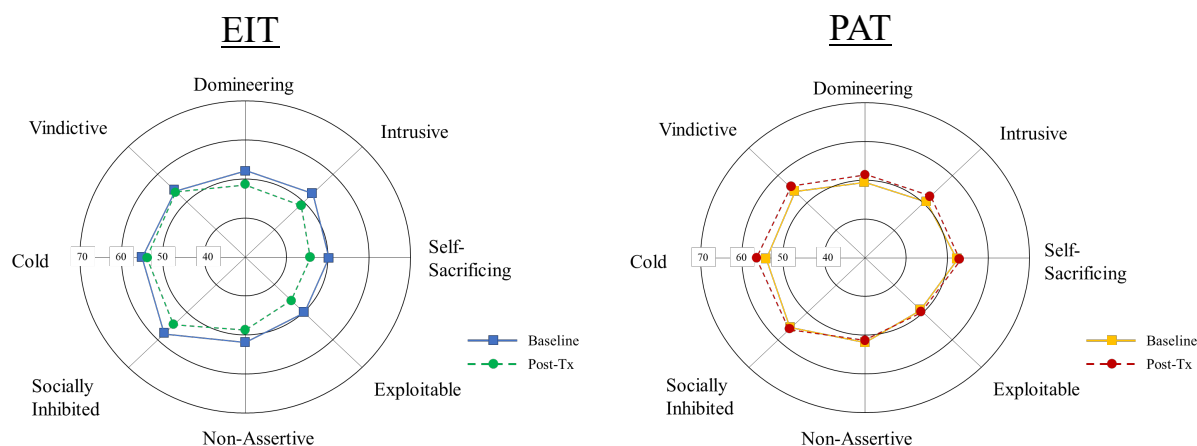 EIT
Domineering
Vindictive
Intrusive
Cold
70
60
50
40
Self-
Sacrificing
Baseline
Post-Tx
Socially
Inhibited
Exploitable
Non-Assertive
PAT
Domineering
Vindictive
Intrusive
Cold
70
60
50
40
Self-
Sacrificing
Baseline
Post-Tx
Socially
Inhibited
Exploitable
Non-Assertive